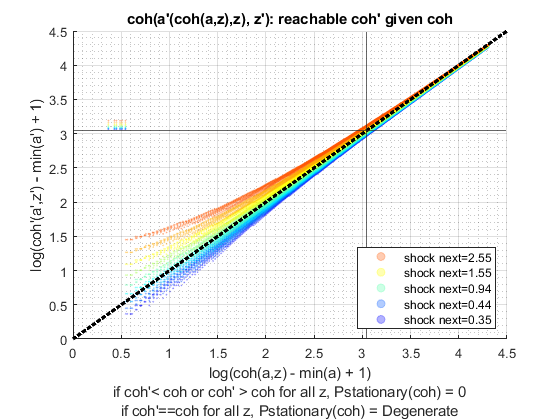 coh(a'(coh(a,z),z), z'): reachable coh' given coh
4.5
4
3.5
3
2.5
2
1.5
1
0.5
0
log(coh'(a',z') - min(a') + 1)
shock next=2.55
shock next=1.55
shock next=0.94
shock next=0.44
shock next=0.35
0 0.5 1 1.5 2 2.5 3 3.5 4 4.5
log(coh(a,z) - min(a) + 1)
if coh'< coh or coh' > coh for all z, Pstationary(coh) = 0
if coh'==coh for all z, Pstationary(coh) = Degenerate